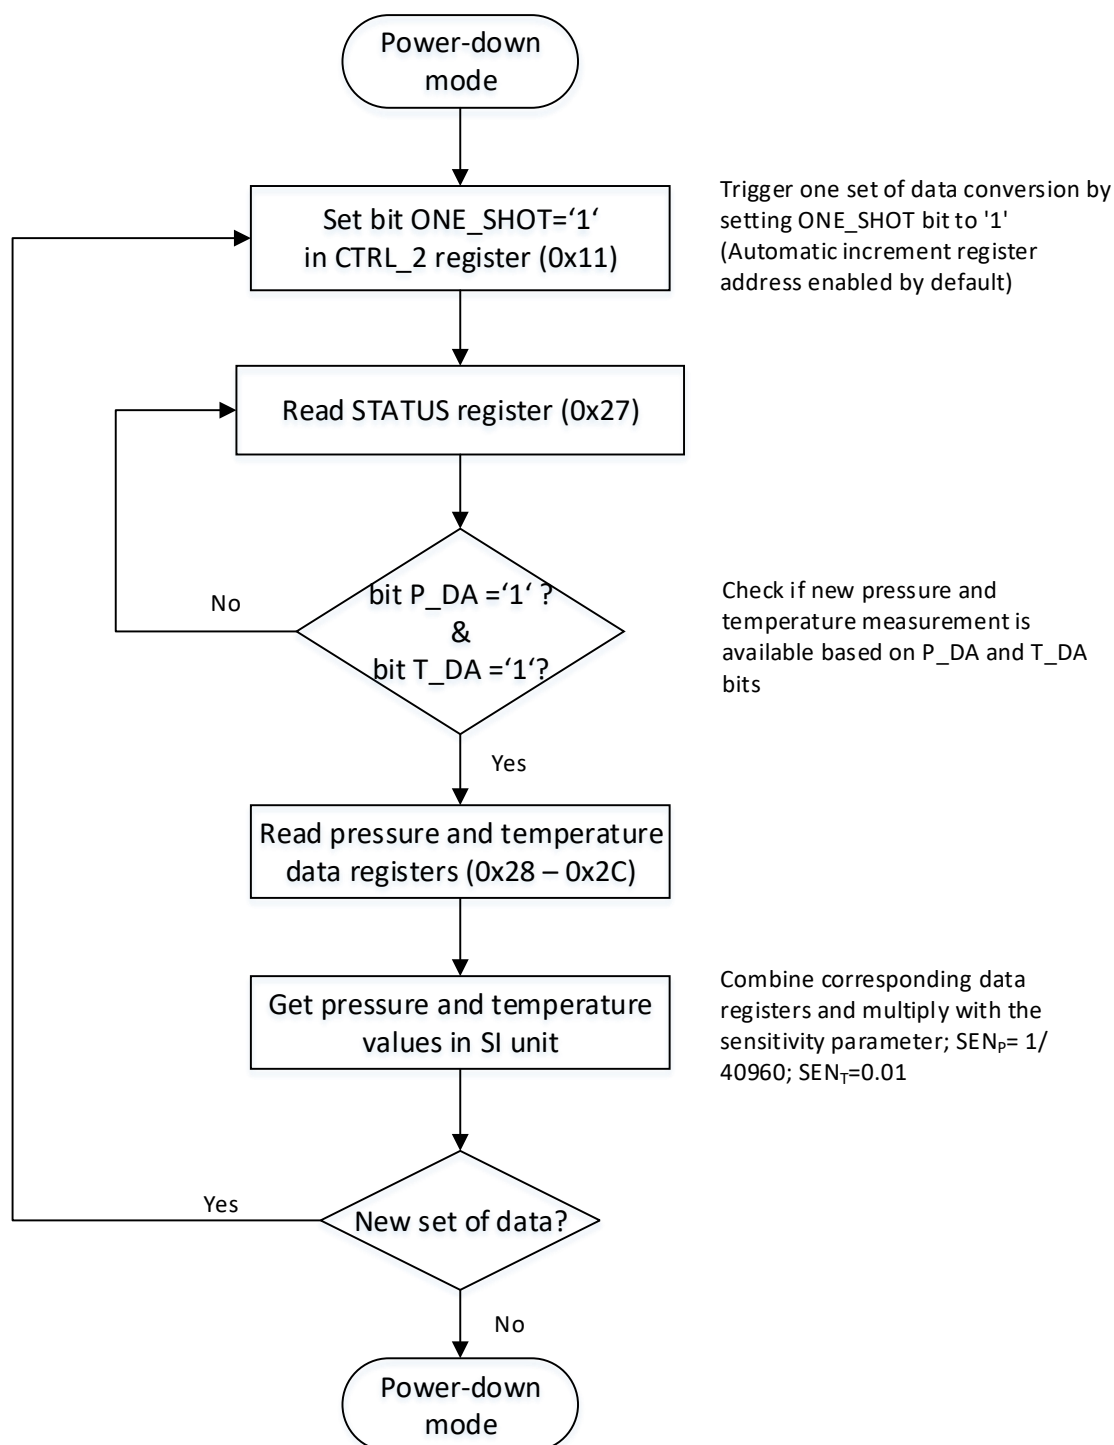 Power-down
mode
Set bit ONE_SHOT=‘1‘
in CTRL_2 register (0x11)
Trigger one set of data conversion by
setting ONE_SHOT bit to '1'
(Automatic increment register
address enabled by default)
Read STATUS register (0x27)
bit P_DA =‘1‘ ?
&
bit T_DA =‘1‘?
No
Check if new pressure and
temperature measurement is
available based on P_DA and T_DA
bits
Yes
Read pressure and temperature
data registers (0x28 – 0x2C)
Get pressure and temperature
values in SI unit
Combine corresponding data
registers and multiply with the
sensitivity parameter; SENP= 1/
40960; SENT=0.01
Yes
New set of data?
No
Power-down
mode